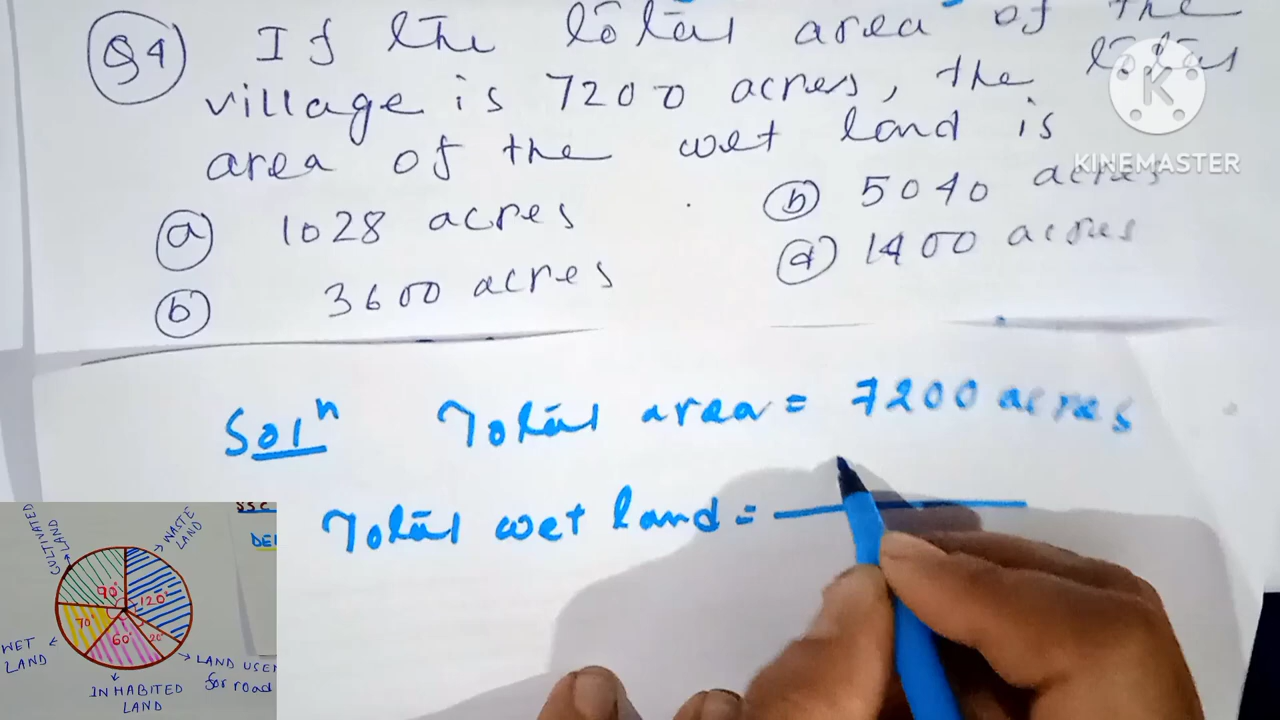 Q4 If the total area of the
village is 7200 acres, the total
area of the wet land is
a 1028 acres
b 5040 acres
b 3600 acres
d 1400 acres
K
KINEMASTER
Solⁿ Total area = 7200 acres
Total wet land =
CULTIVATED
LAND
WASTE
LAND
90°
120°
70°
60°
20°
WET
LAND
INHABITED
LAND
LAND USE
for road